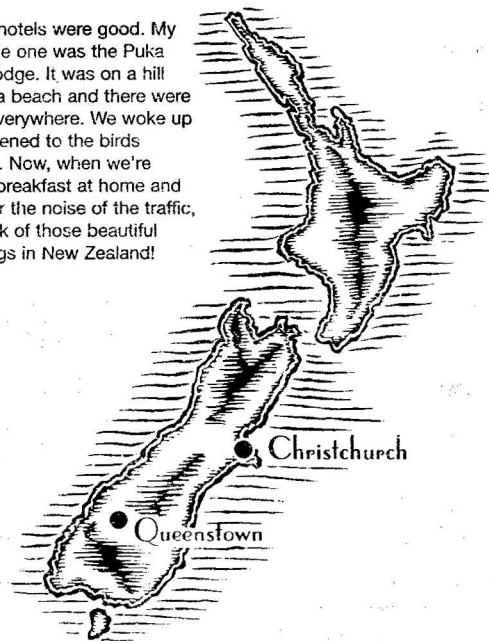 hotels were good. My
e one was the Puka
odge. It was on a hill
a beach and there were
verywhere. We woke up
ened to the birds
. Now, when we're
breakfast at home and
r the noise of the traffic,
k of those beautiful
gs in New Zealand!
Christchurch
Queenstown